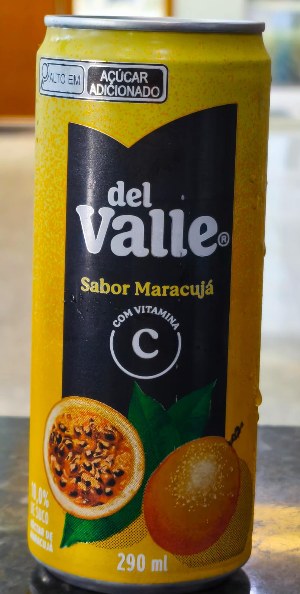 ALTO EM
AÇÚCAR
ADICIONADO
del
Valle®
Sabor Maracujá
COM VITAMINA
C
290 ml